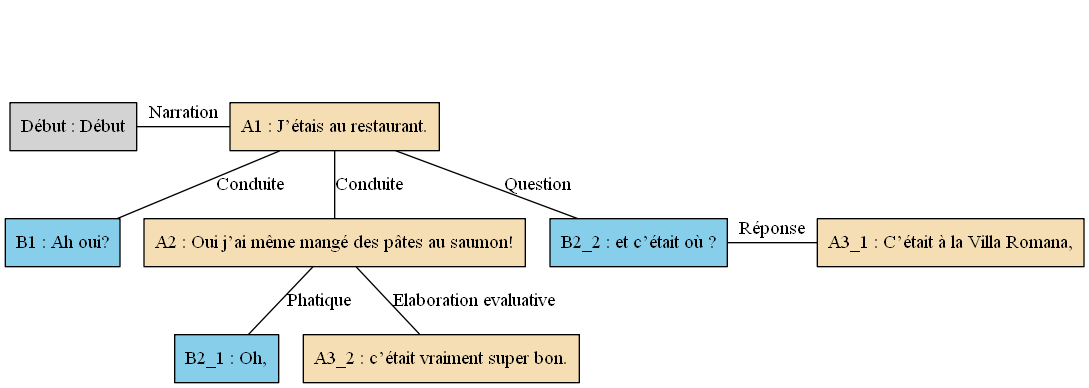 Narration
Début : Début
A1 : J’étais au restaurant.
Conduite
Conduite
Question
B1 : Ah oui?
A2 : Oui j’ai même mangé des pâtes au saumon!
B2_2 : et c’était où ?
Réponse
A3_1 : C’était à la Villa Romana,
Phatique
Elaboration evaluative
B2_1 : Oh,
A3_2 : c’était vraiment super bon.